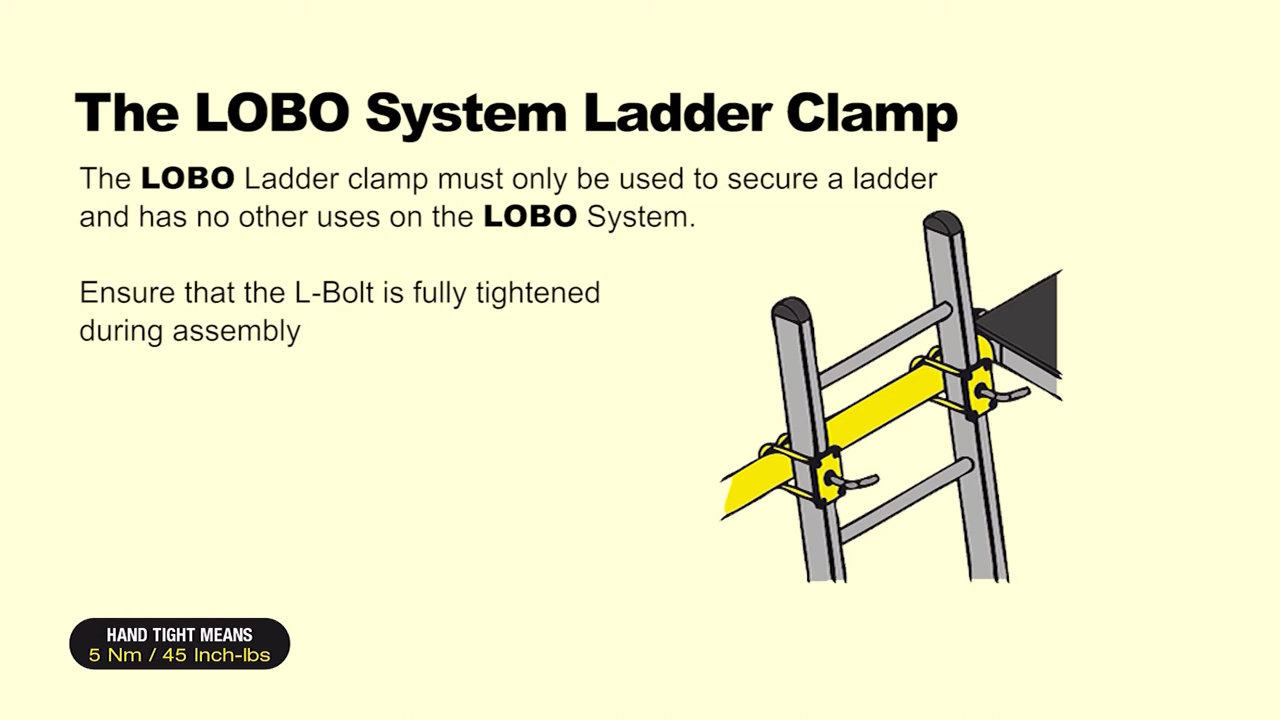 The LOBO System Ladder Clamp
The LOBO Ladder clamp must only be used to secure a ladder
and has no other uses on the LOBO System.
Ensure that the L-Bolt is fully tightened
during assembly
HAND TIGHT MEANS
5 Nm / 45 Inch-lbs